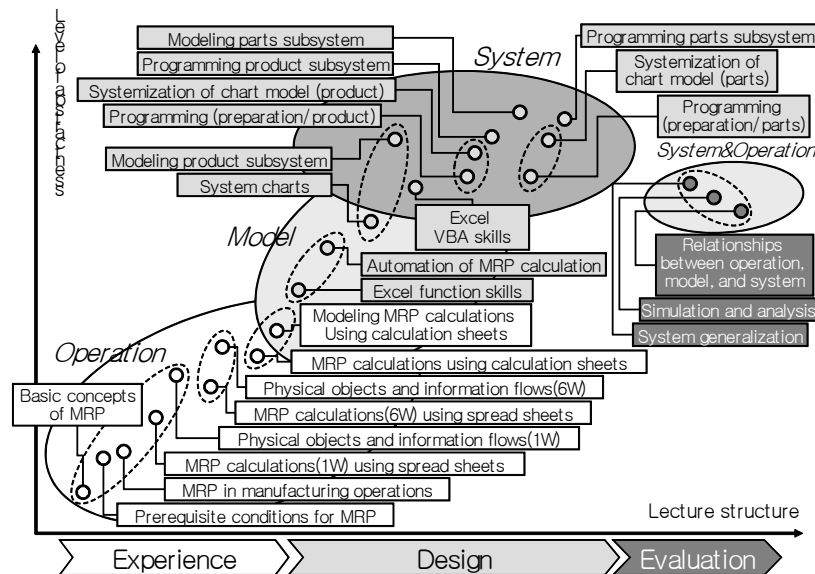 Modeling parts subsystem
Programming product subsystem
Systemization of chart model (product)
Programming (preparation/product)
Modeling product subsystem
System charts
System
Programming parts subsystem
Systemization of
chart model (parts)
Programming
(preparation/parts)
System&Operation
Excel
VBA skills
Model
Automation of MRP calculation
Excel function skills
Modeling MRP calculations
Using calculation sheets
Relationships
between operation,
model, and system
Simulation and analysis
System generalization
Operation
MRP calculations using calculation sheets
Physical objects and information flows(6W)
Basic concepts
of MRP
MRP calculations(6W) using spread sheets
Physical objects and information flows(1W)
MRP calculations(1W) using spread sheets
MRP in manufacturing operations
Prerequisite conditions for MRP
Lecture structure
Experience
Design
Evaluation